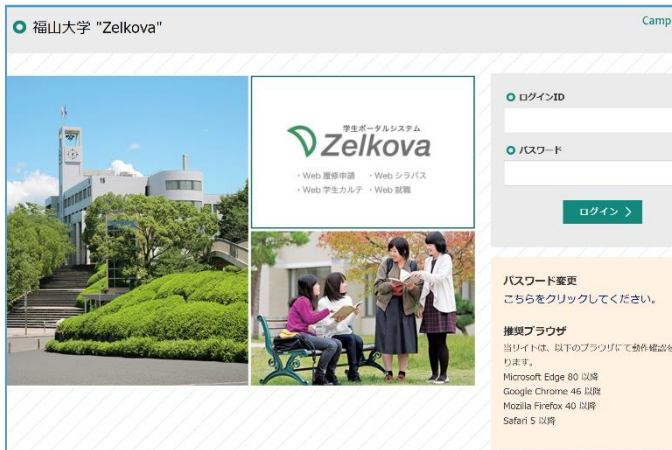 福山大学 "Zelkova"
Camp
学生ポータルシステム
Zelkova
・Web 履修申請 ・Web シラバス
・Web 学生カルテ ・Web 就職
ログインID
パスワード
ログイン
パスワード変更
こちらをクリックしてください。
推奨ブラウザ
当サイトは、以下のブラウザにて動作確認を
ります。
Microsoft Edge 80 以降
Google Chrome 46 以降
Mozilla Firefox 40 以降
Safari 5 以降